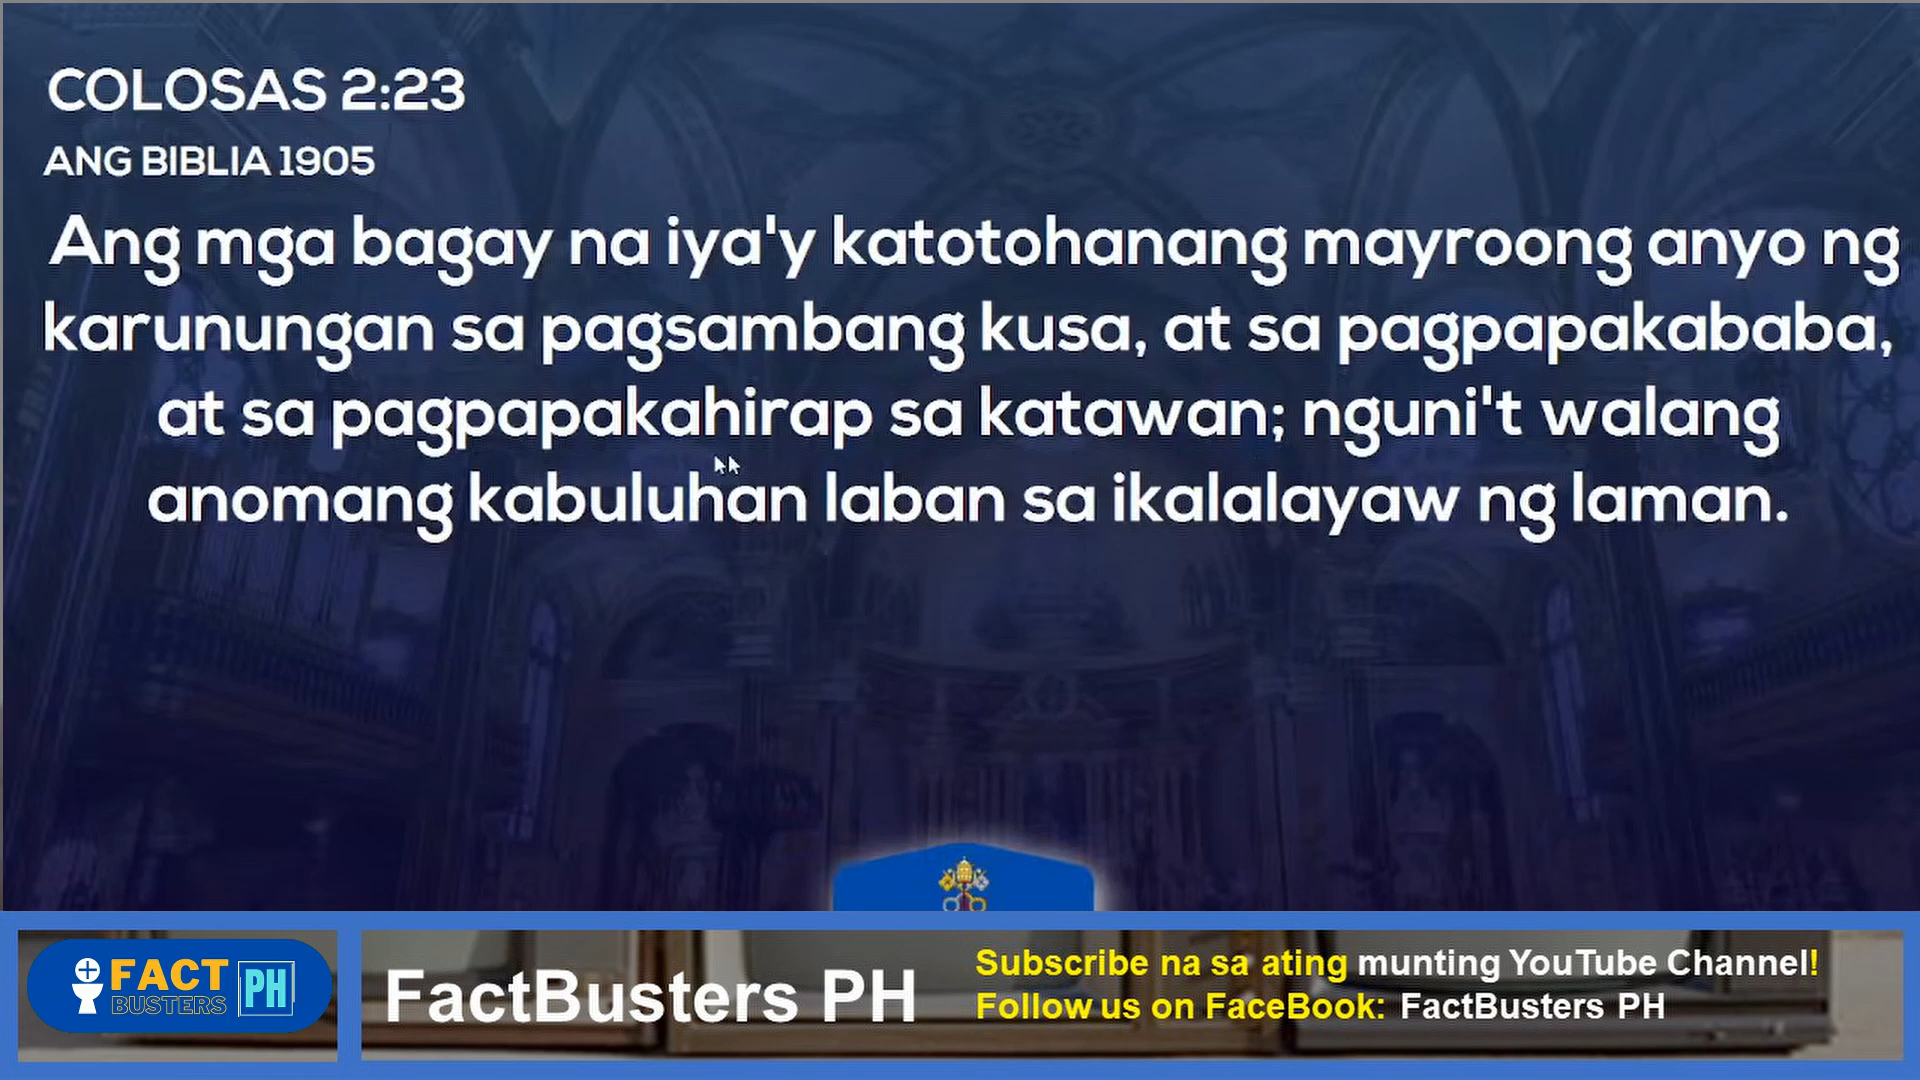 COLOSAS 2:23
ANG BIBLIA 1905
Ang mga bagay na iya'y katotohanang mayroong anyo ng
karunungan sa pagsambang kusa, at sa pagpapakababa,
at sa pagpapakahirap sa katawan; nguni't walang
anomang kabuluhan laban sa ikalalayaw ng laman.
FACT
BUSTERS
PH
FactBusters PH
Subscribe na sa ating munting YouTube Channel!
Follow us on FaceBook: FactBusters PH